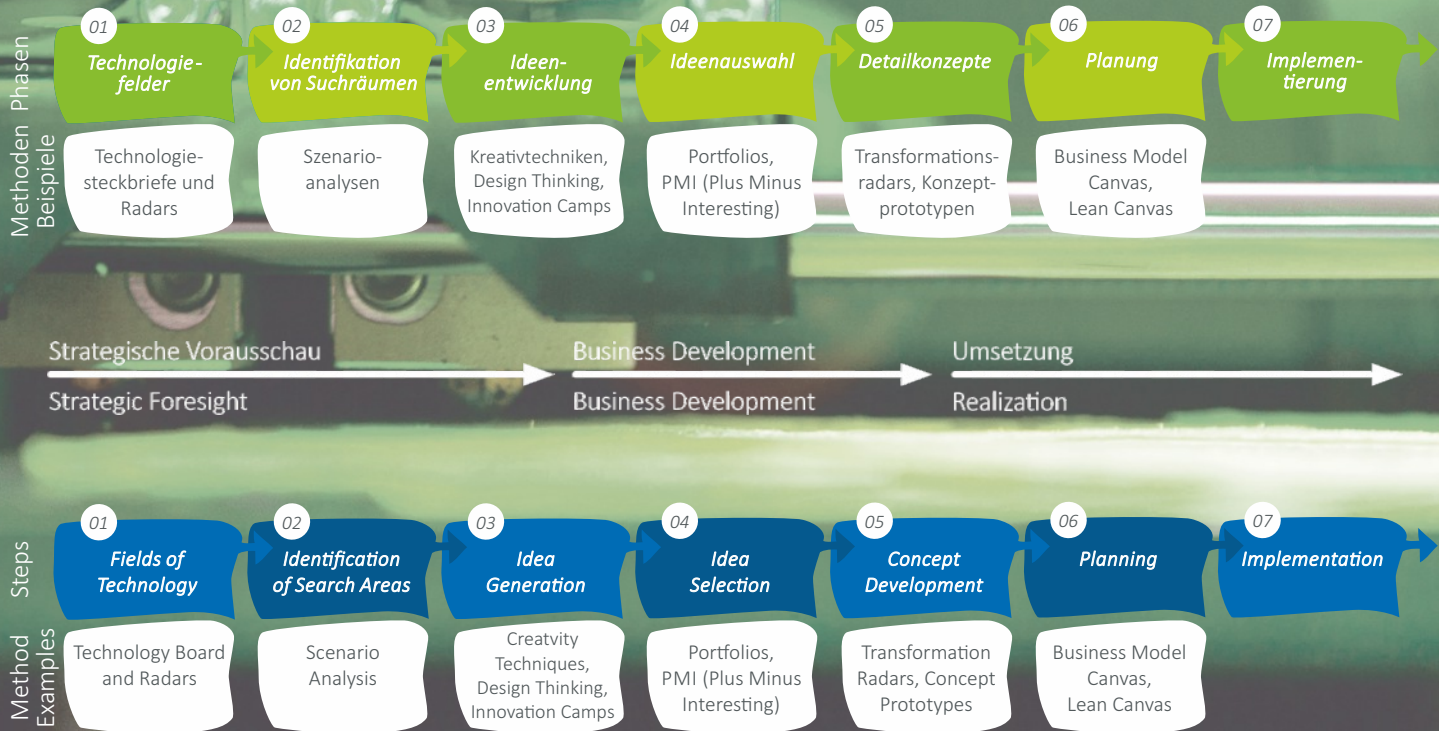 Phasen
01
Technologie-
felder
02
Identifikation
von Suchräumen
03
Ideen-
entwicklung
04
Ideenauswahl
05
Detailkonzepte
06
Planung
07
Implemen-
tierung
Methoden
Beispiele
Technologie-
steckbriefe und
Radars
Szenario-
analysen
Kreativtechniken,
Design Thinking,
Innovation Camps
Portfolios,
PMI (Plus Minus
Interesting)
Transformations-
radars, Konzept-
prototypen
Business Model
Canvas,
Lean Canvas
Strategische Vorausschau
Strategic Foresight
Business Development
Business Development
Umsetzung
Realization
Steps
01
Fields of
Technology
02
Identification
of Search Areas
03
Idea
Generation
04
Idea
Selection
05
Concept
Development
06
Planning
07
Implementation
Method
Examples
Technology Board
and Radars
Scenario
Analysis
Creatvity
Techniques,
Design Thinking,
Innovation Camps
Portfolios,
PMI (Plus Minus
Interesting)
Transformation
Radars, Concept
Prototypes
Business Model
Canvas,
Lean Canvas